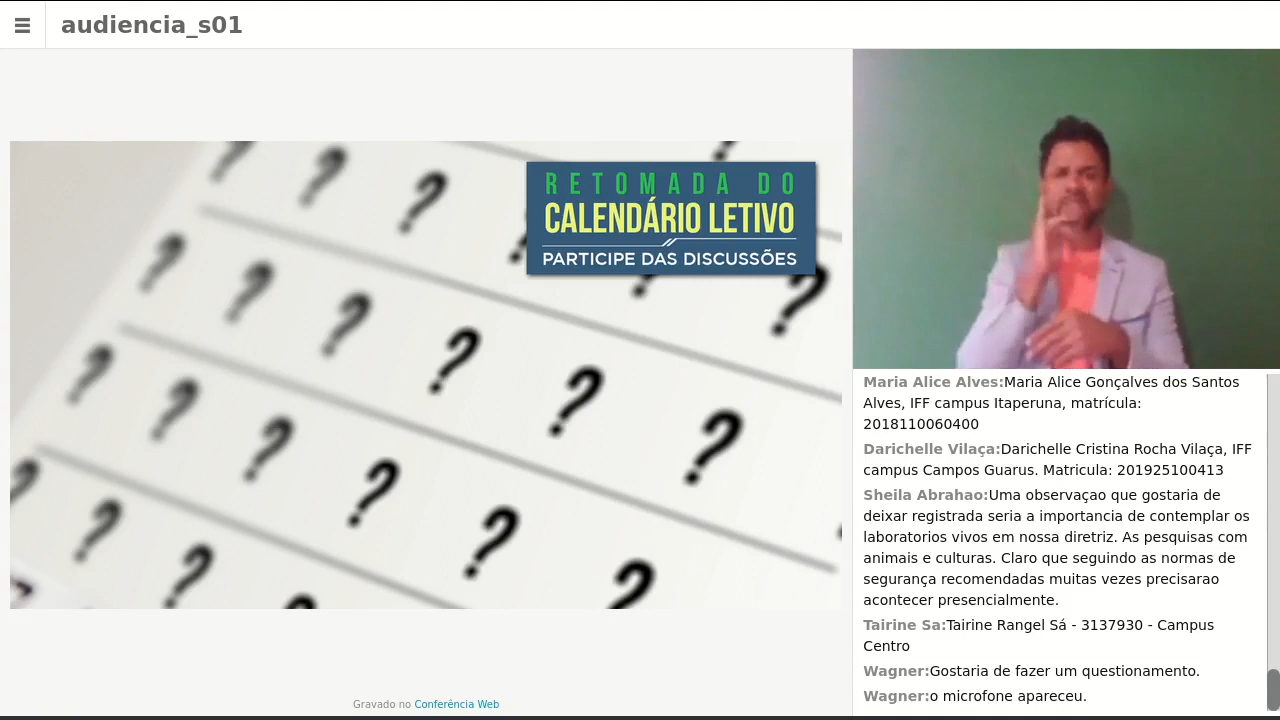 audiencia_s01
RETOMADA DO
CALENDÁRIO LETIVO
PARTICIPE DAS DISCUSSÕES
Maria Alice Alves:Maria Alice Gonçalves dos Santos
Alves, IFF campus Itaperuna, matrícula:
2018110060400
Darichelle Vilaça:Darichelle Cristina Rocha Vilaça, IFF
campus Campos Guarus. Matricula: 201925100413
Sheila Abrahao:Uma observaçao que gostaria de
deixar registrada seria a importancia de contemplar os
laboratorios vivos em nossa diretriz. As pesquisas com
animais e culturas. Claro que seguindo as normas de
segurança recomendadas muitas vezes precisarao
acontecer presencialmente.
Tairine Sa:Tairine Rangel Sá - 3137930 - Campus
Centro
Wagner:Gostaria de fazer um questionamento.
Wagner:o microfone apareceu.
Gravado no Conferência Web